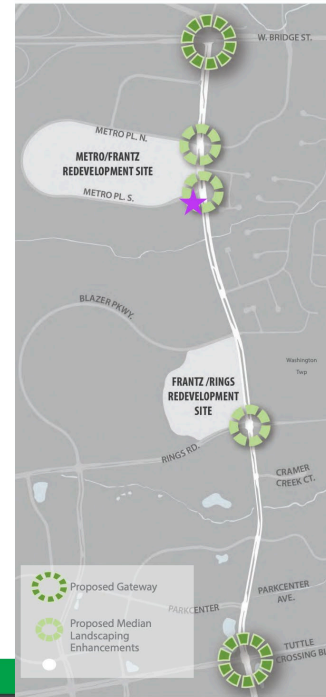 W. BRIDGE ST.
METRO PL. N.
METRO/FRANTZ
REDEVELOPMENT SITE
METRO PL. S.
BLAZER PKWY.
Washington
Twp
FRANTZ /RINGS
REDEVELOPMENT
SITE
RINGS RD.
CRAMER
CREEK CT.
Proposed Gateway
PARKCENTER
AVE.
PARKCENTER
Proposed Median
Landscaping
Enhancements
TUTTLE
CROSSING BL